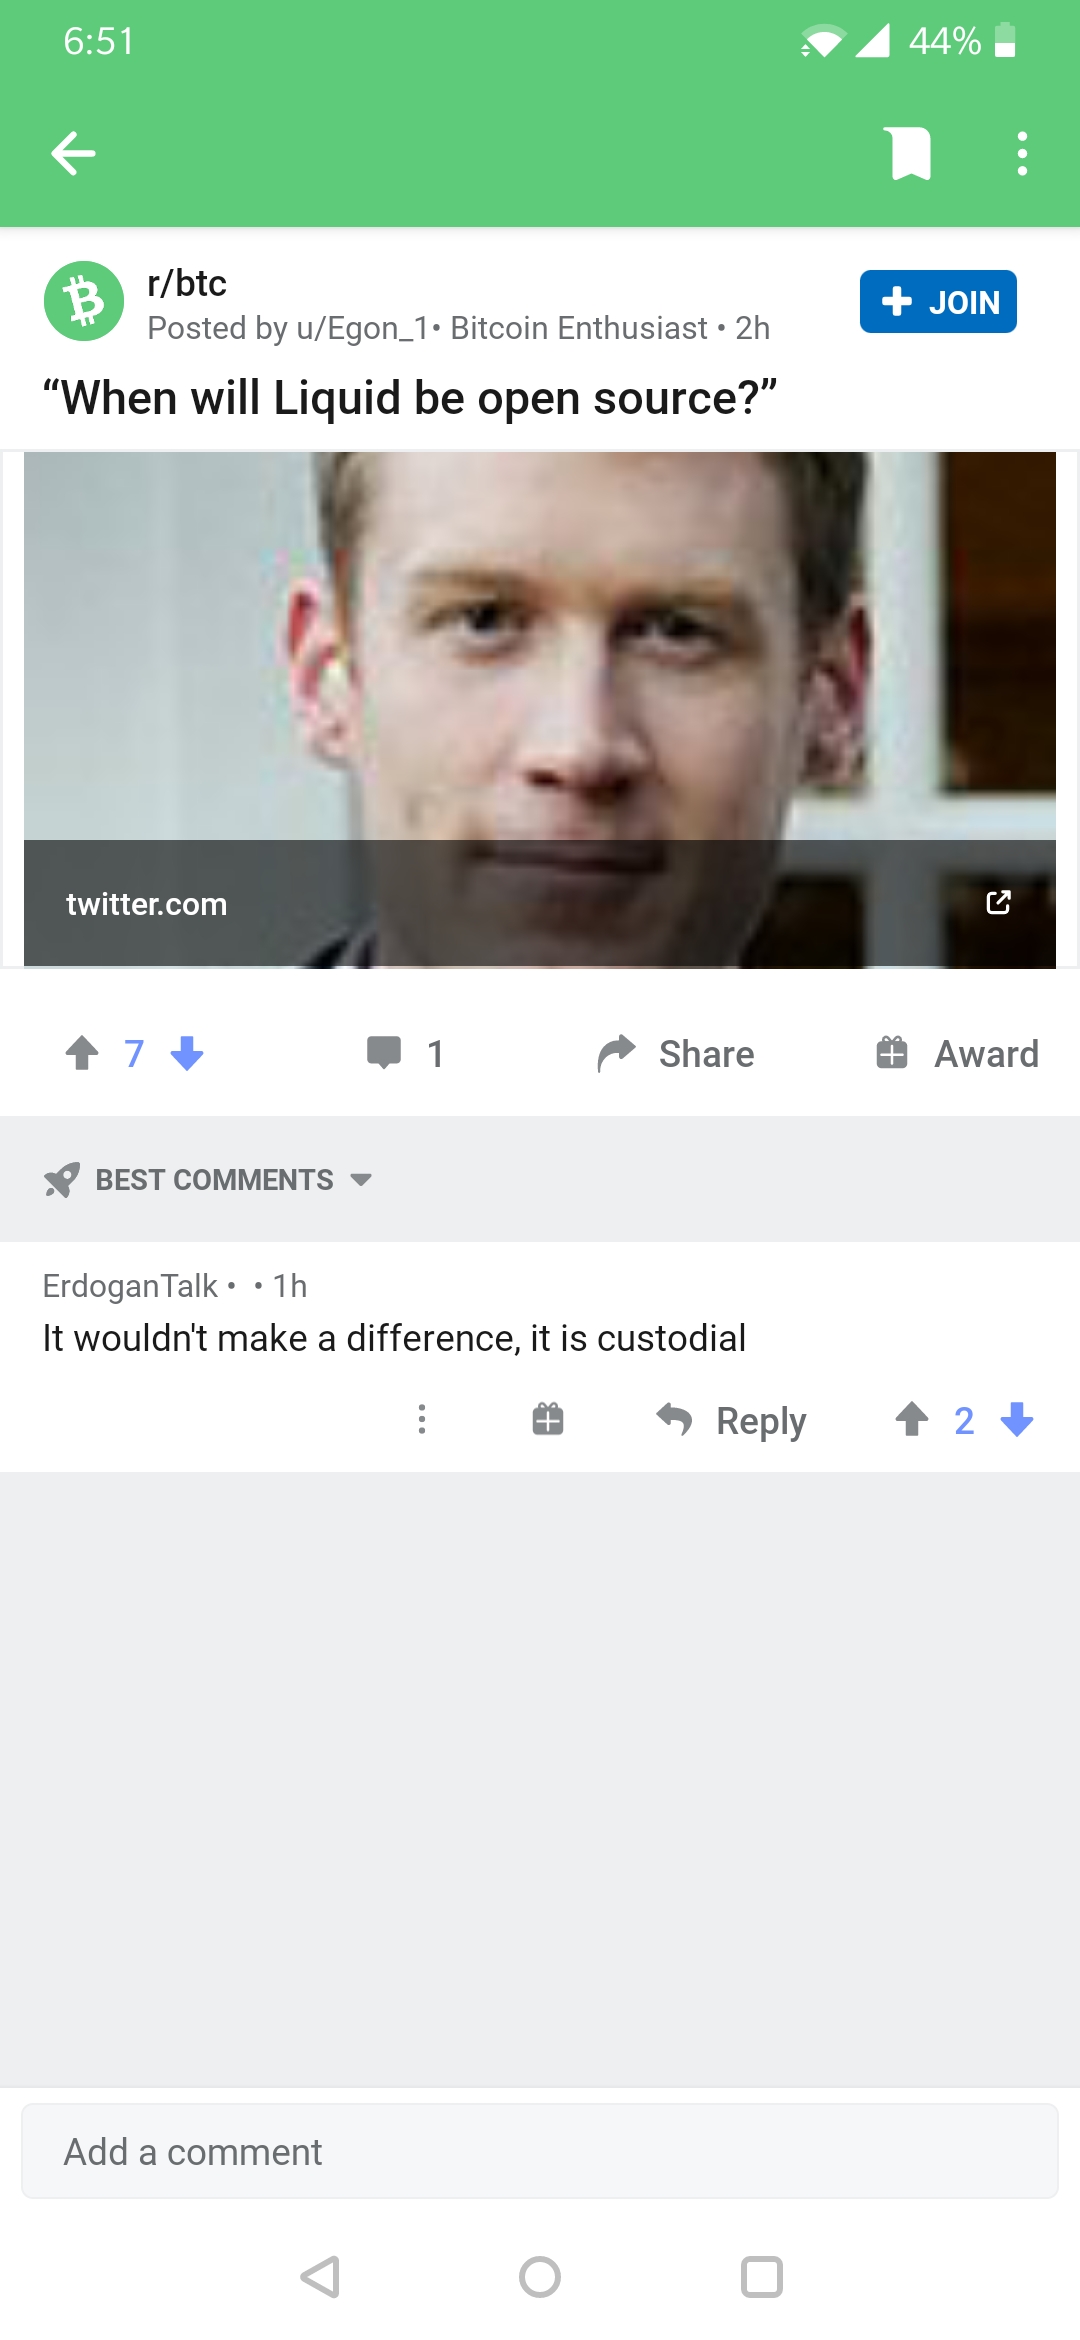 6:51
44%
r/btc
JOIN
Posted by u/Egon_1• Bitcoin Enthusiast • 2h
“When will Liquid be open source?”
twitter.com
7
1
Share
Award
BEST COMMENTS
ErdoganTalk • • 1h
It wouldn't make a difference, it is custodial
Reply
2
Add a comment